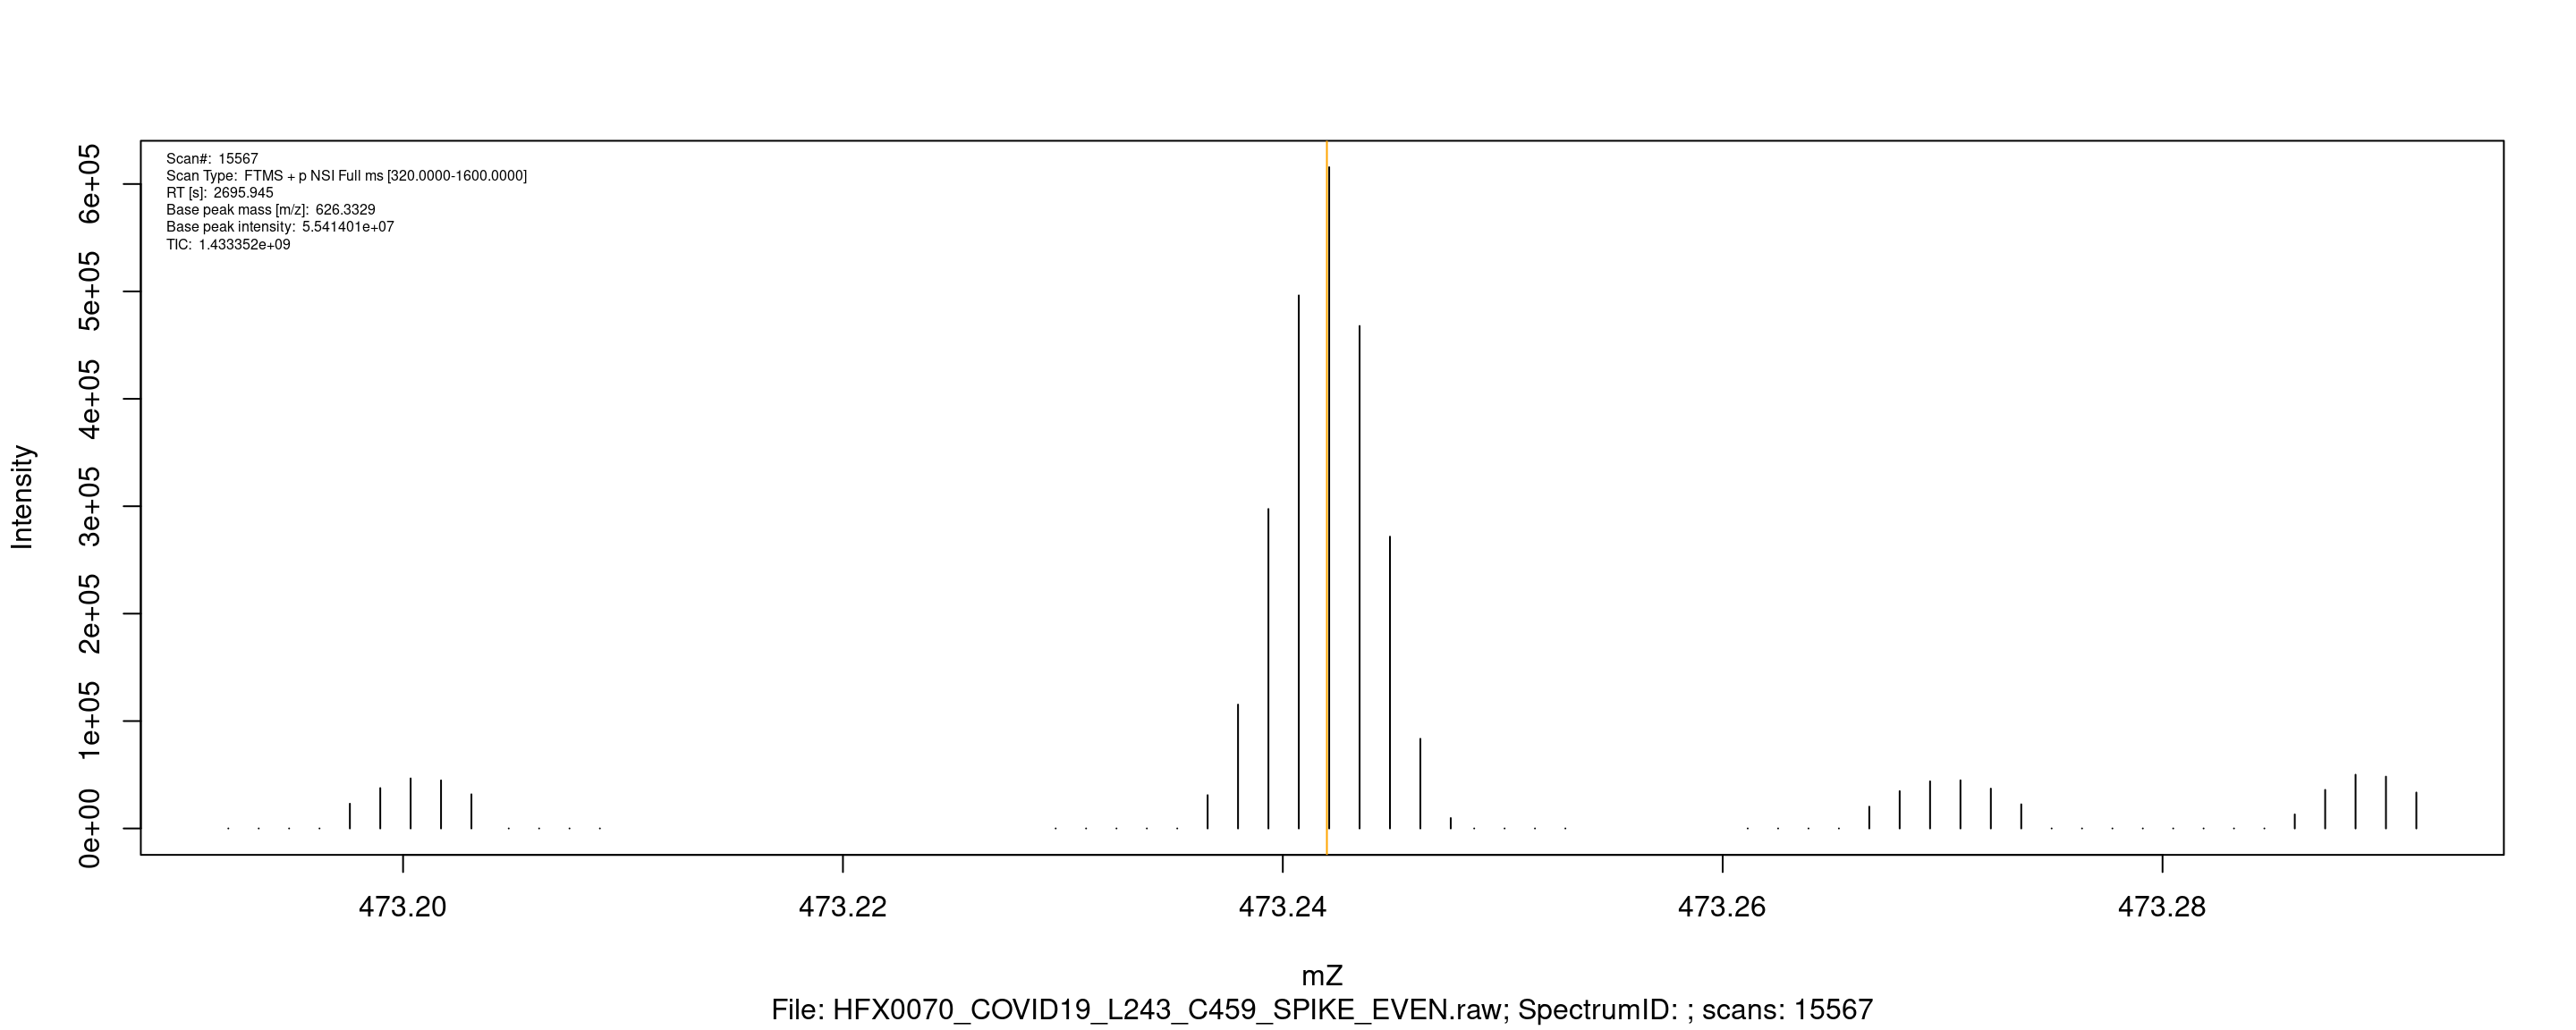 Scan#: 15567
Scan Type: FTMS + p NSI Full ms [320.0000-1600.0000]
RT [s]: 2695.945
Base peak mass [m/z]: 626.3329
Base peak intensity: 5.541401e+07
TIC: 1.433352e+09
6e+05
5e+05
4e+05
3e+05
2e+05
1e+05
0e+00
Intensity
473.20 473.22 473.24 473.26 473.28
mZ
File: HFX0070_COVID19_L243_C459_SPIKE_EVEN.raw; SpectrumID: ; scans: 15567